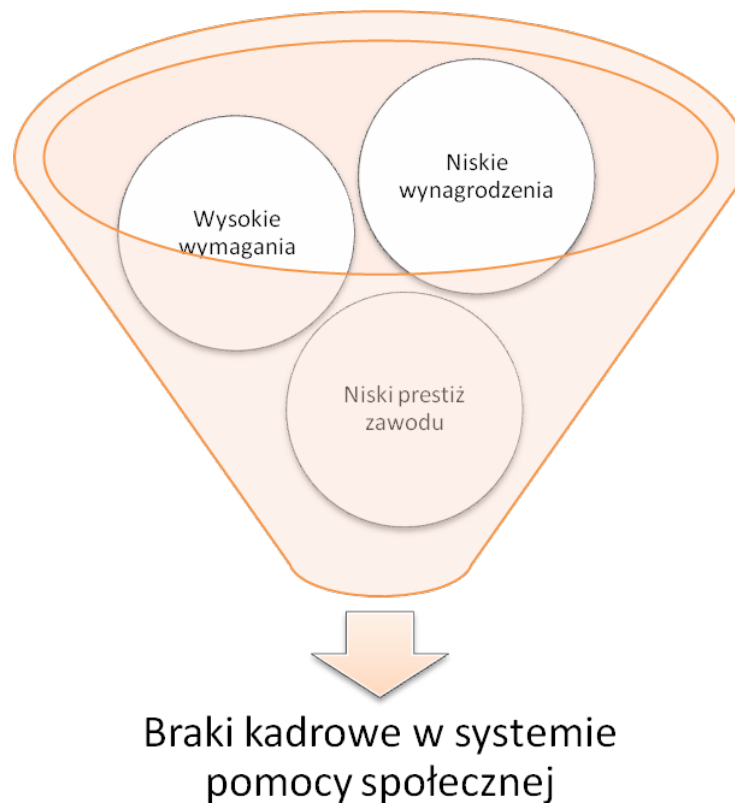 Niskie
wynagrodzenia
Wysokie
wymagania
Niski prestiż
zawodu
Braki kadrowe w systemie
pomocy społecznej